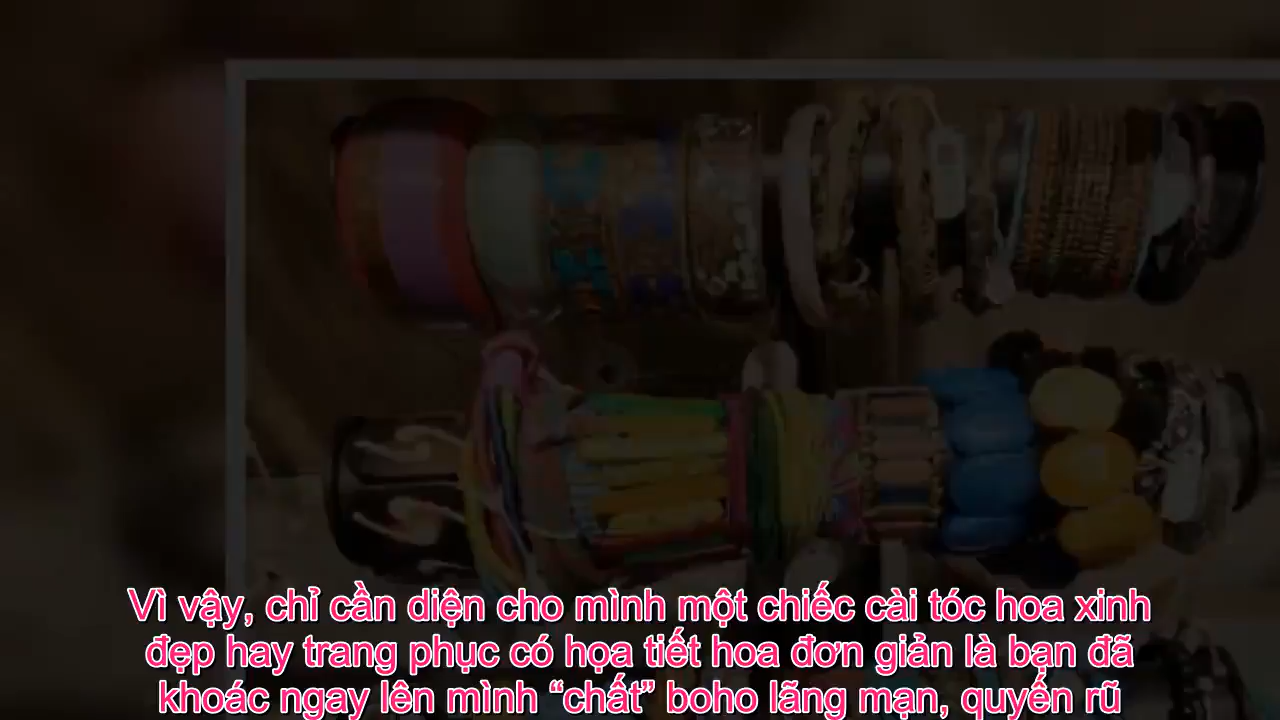 Vì vậy, chỉ cần diện cho mình một chiếc cài tóc hoa xinh
đẹp hay trang phục có họa tiết hoa đơn giản là bạn đã
khoác ngay lên mình “chất” boho lãng mạn, quyến rũ